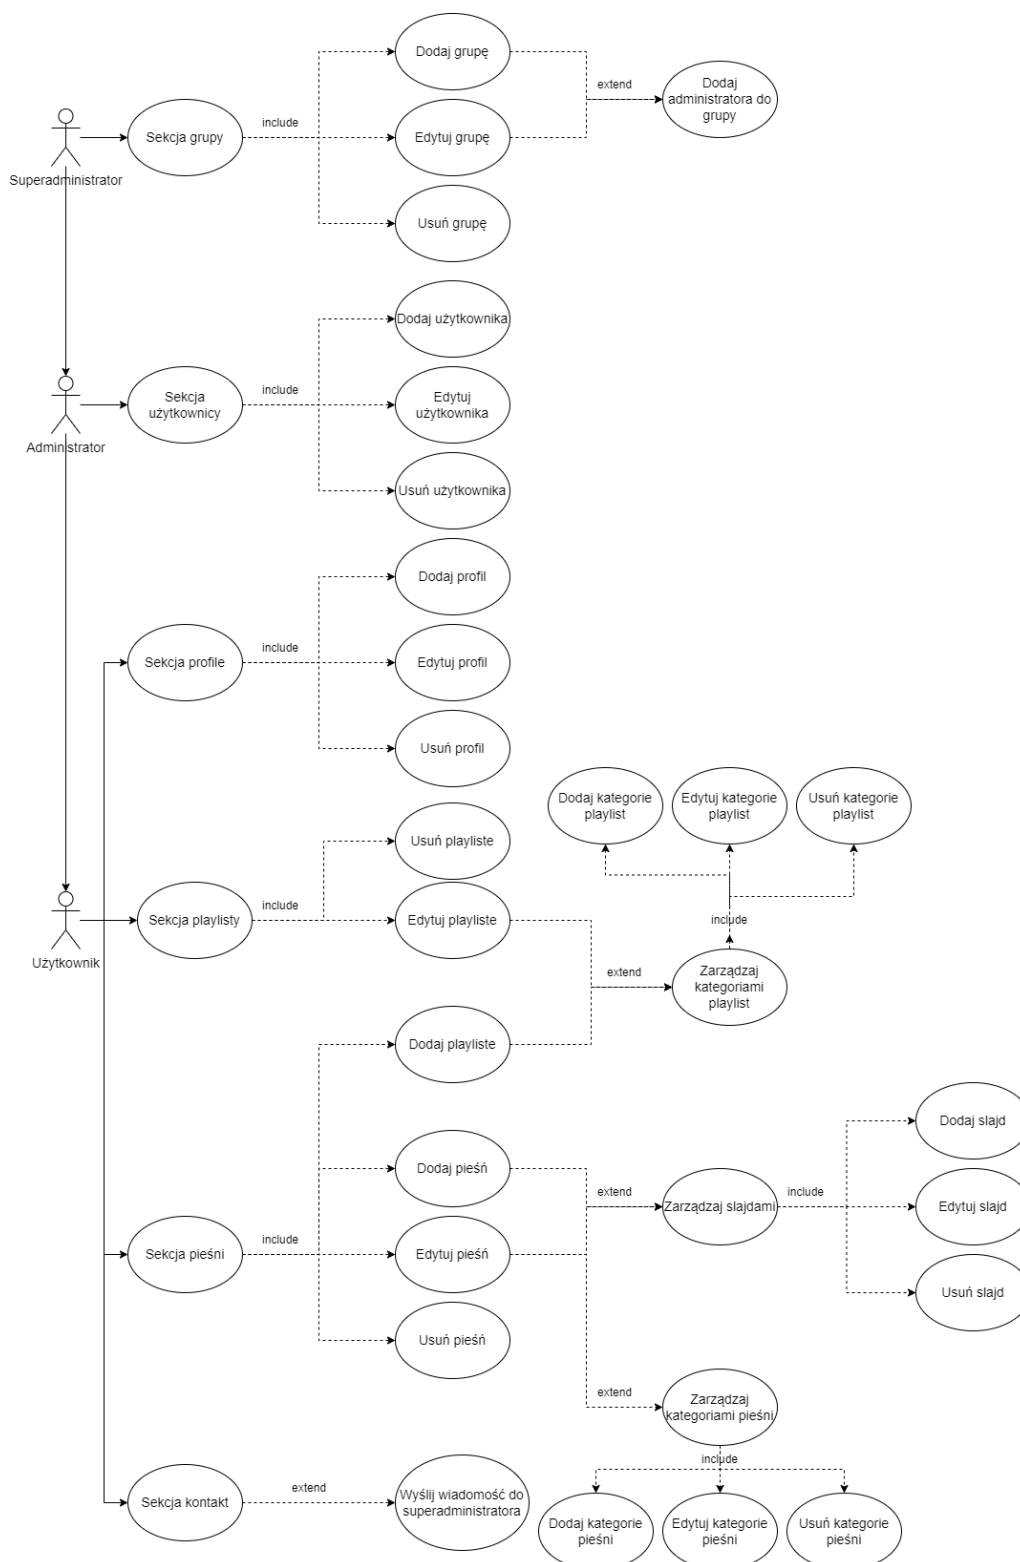 Dodaj grupę
extend
Dodaj
administratora do
grupy
Superadministrator
Sekcja grupy
include
Edytuj grupę
Usuń grupę
Dodaj użytkownika
Administrator
Sekcja
użytkownicy
include
Edytuj
użytkownika
Usuń użytkownika
Dodaj profil
Sekcja profile
include
Edytuj profil
Usuń profil
Dodaj kategorie
playlist
Edytuj kategorie
playlist
Usuń kategorie
playlist
Usuń playliste
Użytkownik
Sekcja playlisty
include
Edytuj playliste
include
extend
Zarządzaj
kategoriami
playlist
Dodaj playliste
Dodaj slajd
Dodaj pieśń
extend
Zarządzaj slajdami
include
Edytuj slajd
Sekcja pieśni
include
Edytuj pieśń
Usuń slajd
Usuń pieśń
extend
Zarządzaj
kategoriami pieśni
include
Sekcja kontakt
extend
Wyślij wiadomość do
superadministratora
Dodaj kategorie
pieśni
Edytuj kategorie
pieśni
Usuń kategorie
pieśni